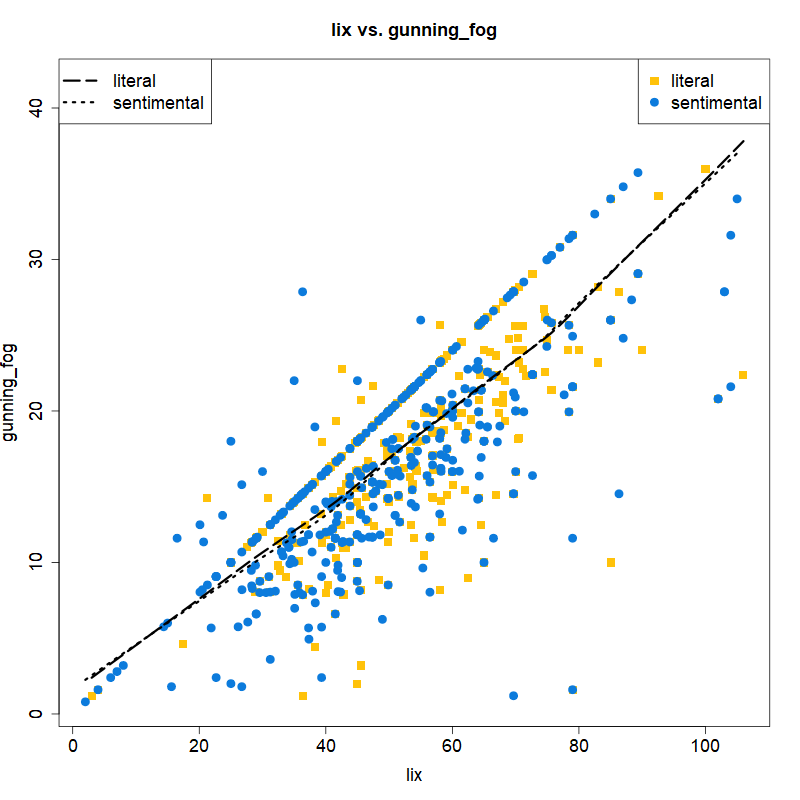 lix vs. gunning_fog
literal
sentimental
literal
sentimental
gunning_fog
40
30
20
10
0
0 20 40 60 80 100
lix